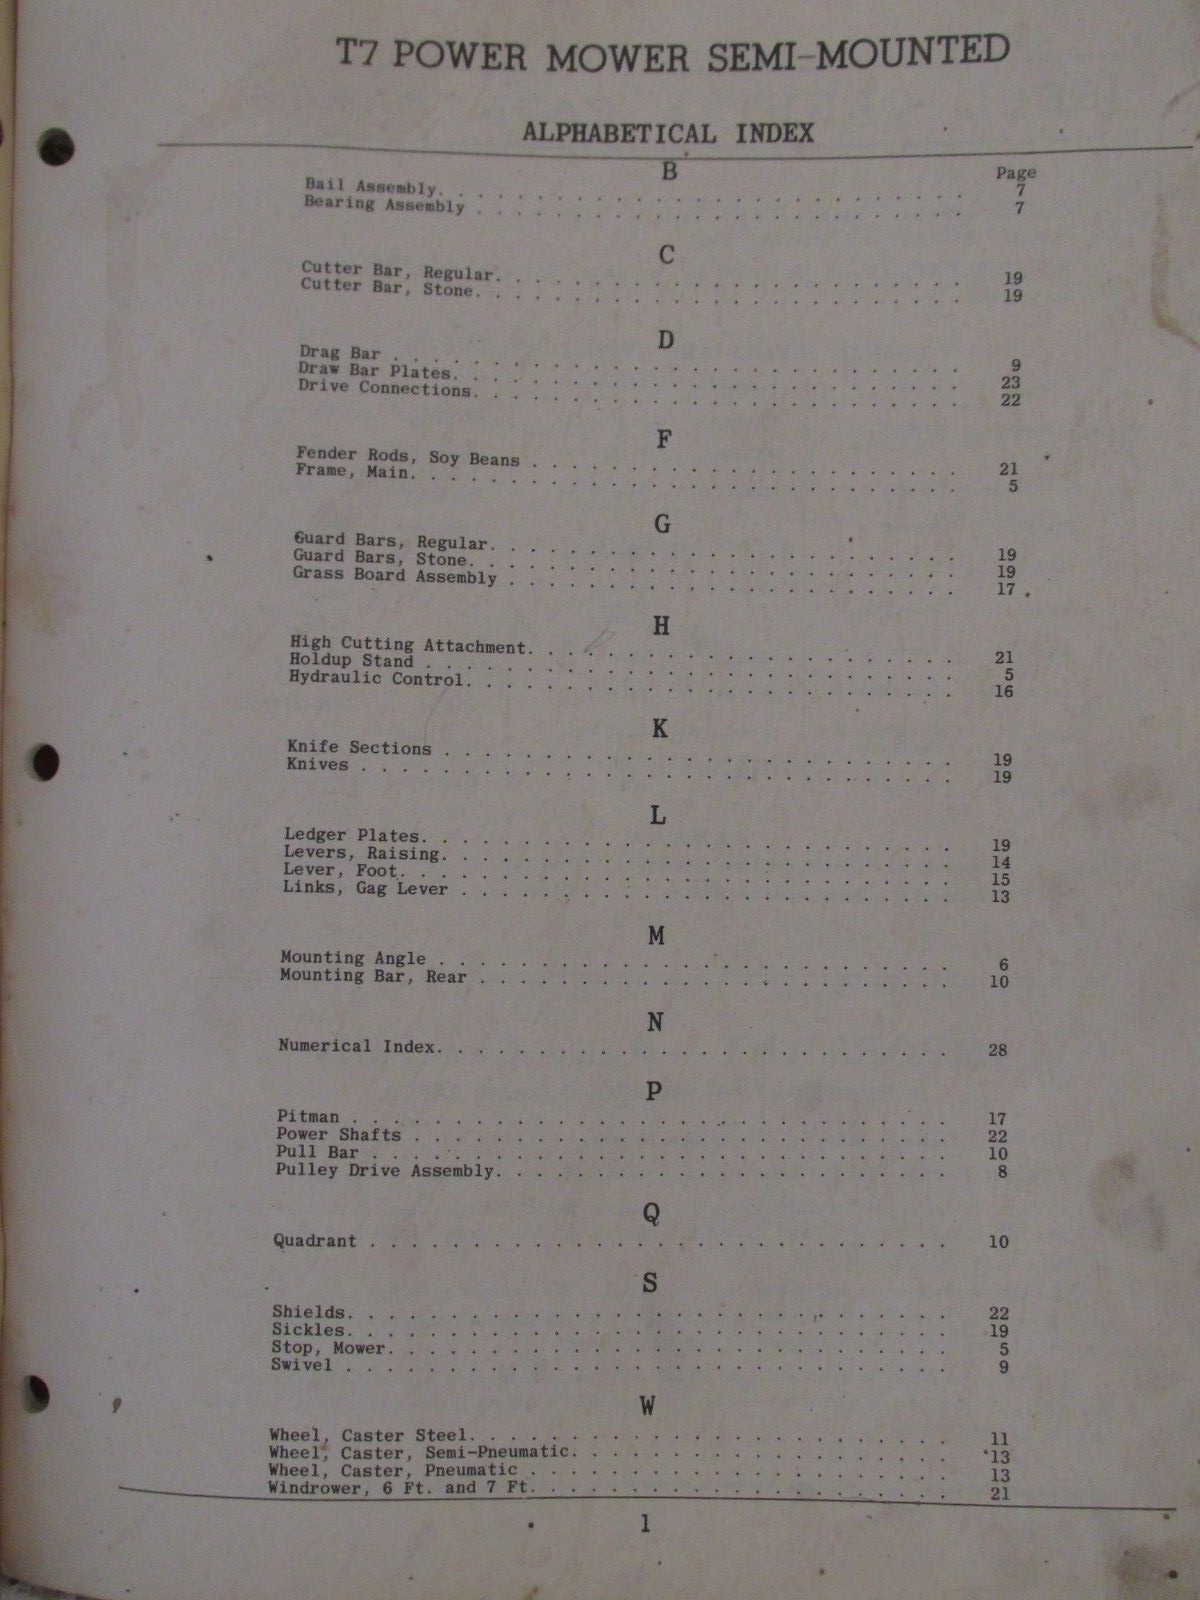 T7 POWER MOWER SEMI-MOUNTED
ALPHABETICAL INDEX
B
Page
Bail Assembly. . . . . . . . . . . . . . . . . . . . . . . . . . 7
Bearing Assembly . . . . . . . . . . . . . . . . . . . . . . . . 7
C
Cutter Bar, Regular. . . . . . . . . . . . . . . . . . . . . . . 19
Cutter Bar, Stone. . . . . . . . . . . . . . . . . . . . . . . . 19
D
Drag Bar . . . . . . . . . . . . . . . . . . . . . . . . . . . . 9
Draw Bar Plates. . . . . . . . . . . . . . . . . . . . . . . . . 23
Drive Connections. . . . . . . . . . . . . . . . . . . . . . . . 22
F
Fender Rods, Soy Beans . . . . . . . . . . . . . . . . . . . . . 21
Frame, Main. . . . . . . . . . . . . . . . . . . . . . . . . . . 5
G
Guard Bars, Regular. . . . . . . . . . . . . . . . . . . . . . . 19
Guard Bars, Stone. . . . . . . . . . . . . . . . . . . . . . . . 19
Grass Board Assembly . . . . . . . . . . . . . . . . . . . . . . 17
H
High Cutting Attachment. . . . . . . . . . . . . . . . . . . . . 21
Holdup Stand . . . . . . . . . . . . . . . . . . . . . . . . . . 5
Hydraulic Control. . . . . . . . . . . . . . . . . . . . . . . . 16
K
Knife Sections . . . . . . . . . . . . . . . . . . . . . . . . . 19
Knives . . . . . . . . . . . . . . . . . . . . . . . . . . . . . 19
L
Ledger Plates. . . . . . . . . . . . . . . . . . . . . . . . . . 19
Levers, Raising. . . . . . . . . . . . . . . . . . . . . . . . . 14
Lever, Foot. . . . . . . . . . . . . . . . . . . . . . . . . . . 15
Links, Gag Lever . . . . . . . . . . . . . . . . . . . . . . . . 13
M
Mounting Angle . . . . . . . . . . . . . . . . . . . . . . . . . 6
Mounting Bar, Rear . . . . . . . . . . . . . . . . . . . . . . . 10
N
Numerical Index. . . . . . . . . . . . . . . . . . . . . . . . . 28
P
Pitman . . . . . . . . . . . . . . . . . . . . . . . . . . . . . 17
Power Shafts . . . . . . . . . . . . . . . . . . . . . . . . . . 22
Pull Bar . . . . . . . . . . . . . . . . . . . . . . . . . . . . 10
Pulley Drive Assembly. . . . . . . . . . . . . . . . . . . . . . 8
Q
Quadrant . . . . . . . . . . . . . . . . . . . . . . . . . . . . 10
S
Shields. . . . . . . . . . . . . . . . . . . . . . . . . . . . . 22
Sickles. . . . . . . . . . . . . . . . . . . . . . . . . . . . . 19
Stop, Mower. . . . . . . . . . . . . . . . . . . . . . . . . . . 5
Swivel . . . . . . . . . . . . . . . . . . . . . . . . . . . . . 9
W
Wheel, Caster Steel. . . . . . . . . . . . . . . . . . . . . . . 11
Wheel, Caster, Semi-Pneumatic. . . . . . . . . . . . . . . . . . 13
Wheel, Caster, Pneumatic . . . . . . . . . . . . . . . . . . . . 13
Windrower, 6 Ft. and 7 Ft. . . . . . . . . . . . . . . . . . . . 21
1